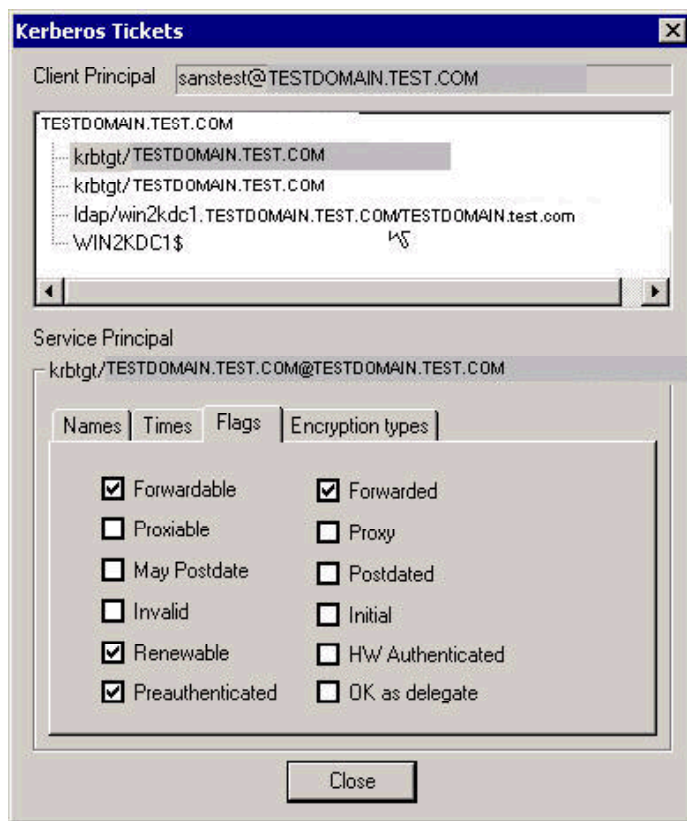 Kerberos Tickets
Client Principal sanstest@TESTDOMAIN.TEST.COM
TESTDOMAIN.TEST.COM
krbtgt/TESTDOMAIN.TEST.COM
krbtgt/TESTDOMAIN.TEST.COM
ldap/win2kdc1.TESTDOMAIN.TEST.COM/TESTDOMAIN.test.com
WIN2KDC1$
Service Principal
krbtgt/TESTDOMAIN.TEST.COM@TESTDOMAIN.TEST.COM
Names Times Flags Encryption types
Forwardable Forwarded
Proxiable Proxy
May Postdate Postdated
Invalid Initial
Renewable HW Authenticated
Preauthenticated OK as delegate
Close